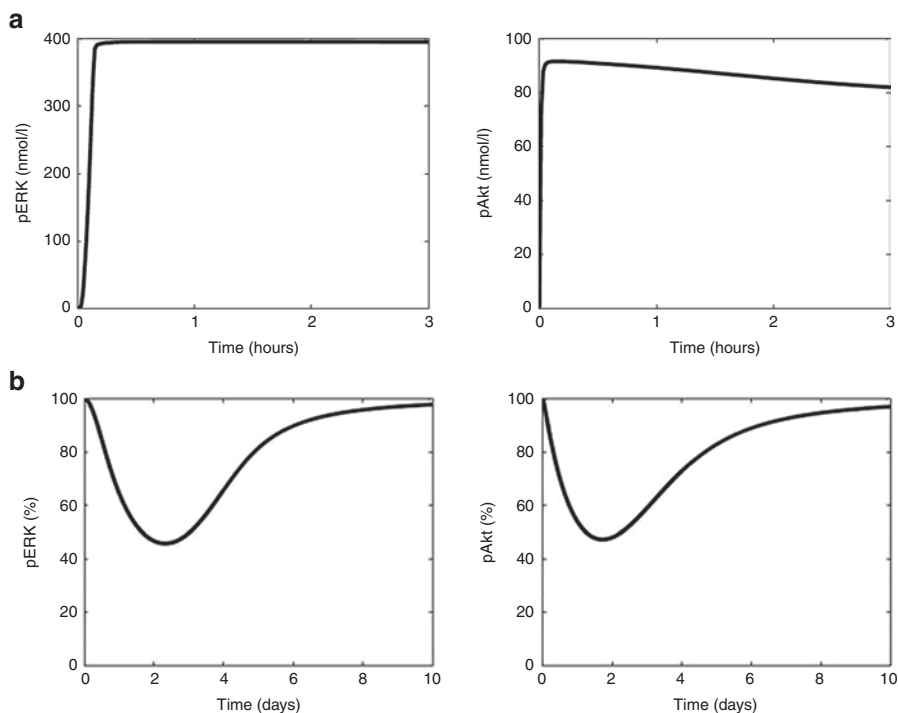 a
400
300
200
100
0
pERK (nmol/l)
0 1 2 3
Time (hours)
100
80
60
40
20
0
pAkt (nmol/l)
0 1 2 3
Time (hours)
b
100
80
60
40
20
0
pERK (%)
0 2 4 6 8 10
Time (days)
100
80
60
40
20
0
pAkt (%)
0 2 4 6 8 10
Time (days)